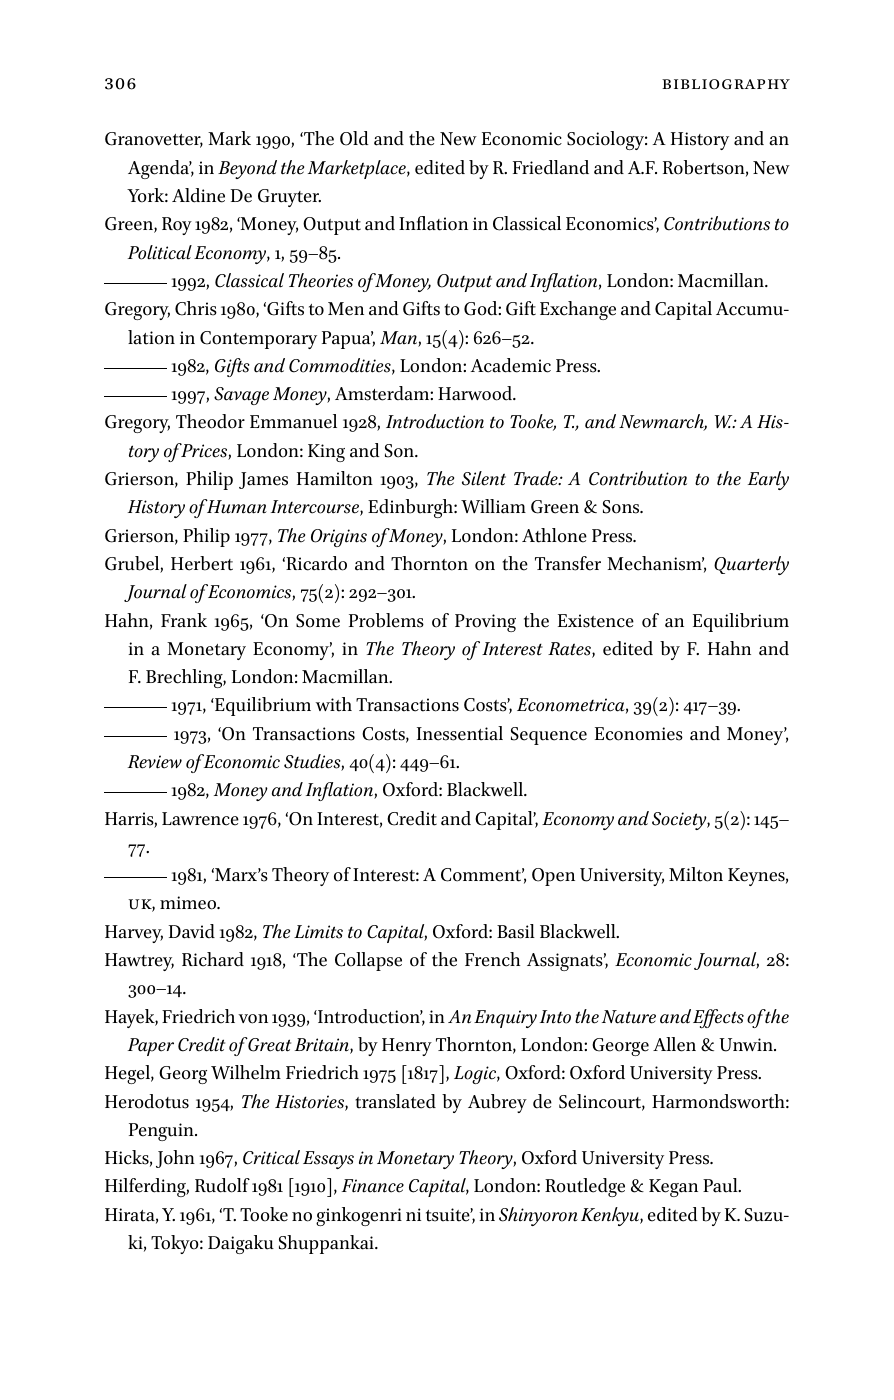 306
BIBLIOGRAPHY
Granovetter, Mark 1990, ‘The Old and the New Economic Sociology: A History and an
Agenda’, in Beyond the Marketplace, edited by R. Friedland and A.F. Robertson, New
York: Aldine De Gruyter.
Green, Roy 1982, ‘Money, Output and Inflation in Classical Economics’, Contributions to
Political Economy, 1, 59–85.
——— 1992, Classical Theories of Money, Output and Inflation, London: Macmillan.
Gregory, Chris 1980, ‘Gifts to Men and Gifts to God: Gift Exchange and Capital Accumu-
lation in Contemporary Papua’, Man, 15(4): 626–52.
——— 1982, Gifts and Commodities, London: Academic Press.
——— 1997, Savage Money, Amsterdam: Harwood.
Gregory, Theodor Emmanuel 1928, Introduction to Tooke, T., and Newmarch, W.: A His-
tory of Prices, London: King and Son.
Grierson, Philip James Hamilton 1903, The Silent Trade: A Contribution to the Early
History of Human Intercourse, Edinburgh: William Green & Sons.
Grierson, Philip 1977, The Origins of Money, London: Athlone Press.
Grubel, Herbert 1961, ‘Ricardo and Thornton on the Transfer Mechanism’, Quarterly
Journal of Economics, 75(2): 292–301.
Hahn, Frank 1965, ‘On Some Problems of Proving the Existence of an Equilibrium
in a Monetary Economy’, in The Theory of Interest Rates, edited by F. Hahn and
F. Brechling, London: Macmillan.
——— 1971, ‘Equilibrium with Transactions Costs’, Econometrica, 39(2): 417–39.
——— 1973, ‘On Transactions Costs, Inessential Sequence Economies and Money’,
Review of Economic Studies, 40(4): 449–61.
——— 1982, Money and Inflation, Oxford: Blackwell.
Harris, Lawrence 1976, ‘On Interest, Credit and Capital’, Economy and Society, 5(2): 145–
77.
——— 1981, ‘Marx’s Theory of Interest: A Comment’, Open University, Milton Keynes,
UK, mimeo.
Harvey, David 1982, The Limits to Capital, Oxford: Basil Blackwell.
Hawtrey, Richard 1918, ‘The Collapse of the French Assignats’, Economic Journal, 28:
300–14.
Hayek, Friedrich von 1939, ‘Introduction’, in An Enquiry Into the Nature and Effects of the
Paper Credit of Great Britain, by Henry Thornton, London: George Allen & Unwin.
Hegel, Georg Wilhelm Friedrich 1975 [1817], Logic, Oxford: Oxford University Press.
Herodotus 1954, The Histories, translated by Aubrey de Selincourt, Harmondsworth:
Penguin.
Hicks, John 1967, Critical Essays in Monetary Theory, Oxford University Press.
Hilferding, Rudolf 1981 [1910], Finance Capital, London: Routledge & Kegan Paul.
Hirata, Y. 1961, ‘T. Tooke no ginkogenri ni tsuite’, in Shinyoron Kenkyu, edited by K. Suzu-
ki, Tokyo: Daigaku Shuppankai.